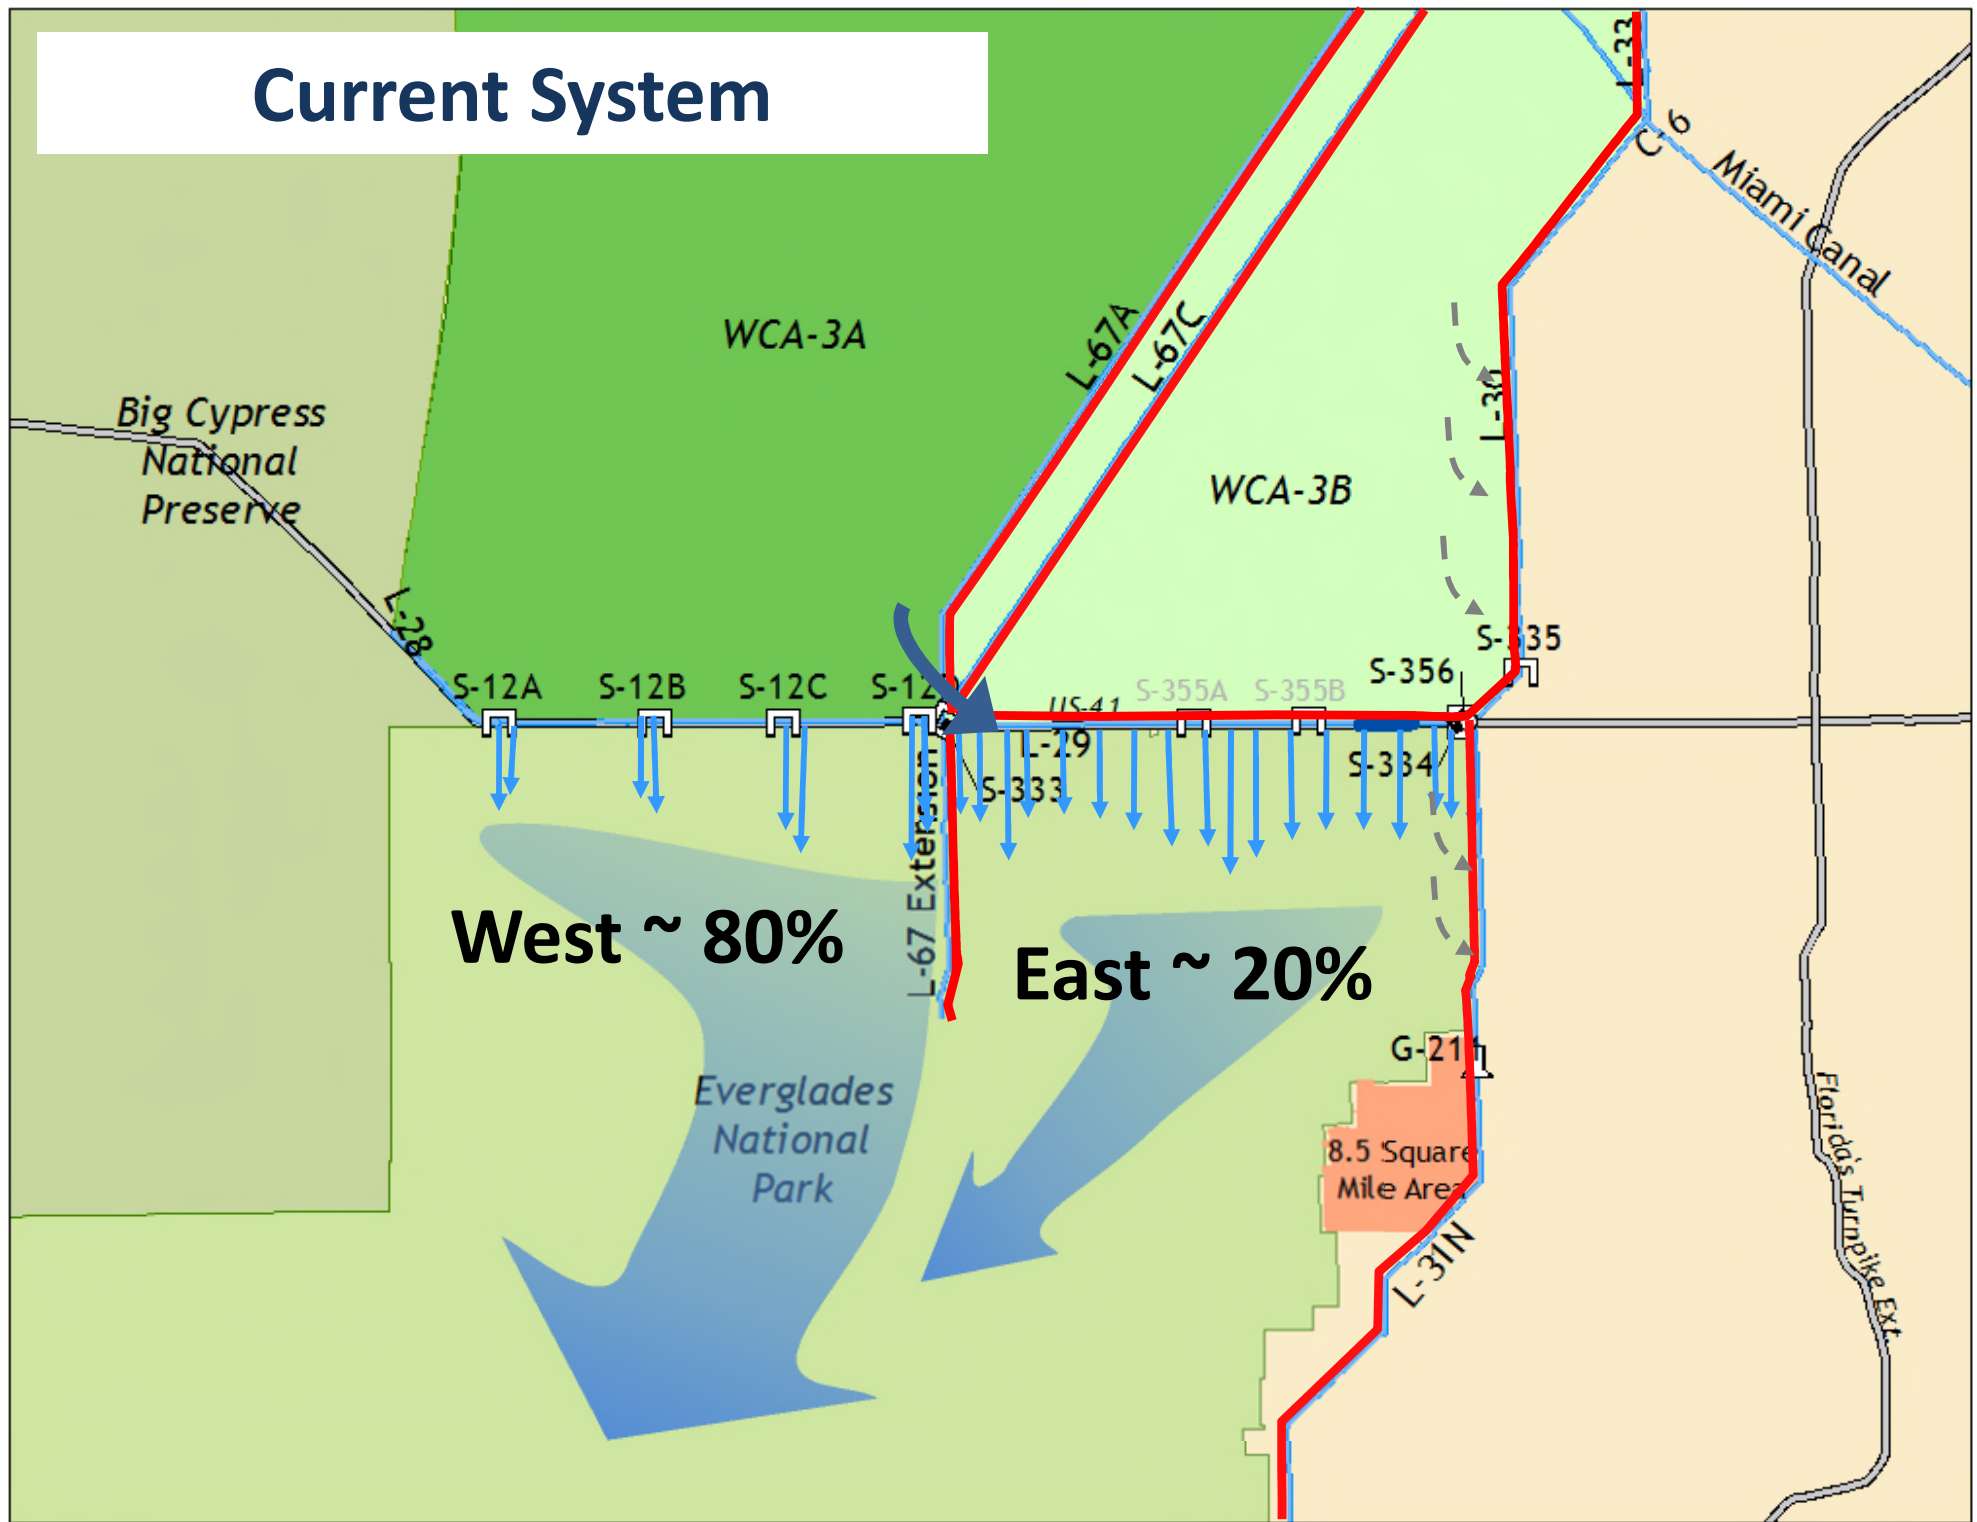 Current System
L-33
C-6
Miami Canal
WCA-3A
L-67A
L-67C
Big Cypress
National
Preserve
L-30
WCA-3B
L-28
S-335
S-356
S-12A
S-12B
S-12C
S-12D
S-355A
S-355B
US-41
L-29
S-334
S-333
L-67 Extension
West ~ 80%
East ~ 20%
G-211
Everglades
National
Park
8.5 Square
Mile Area
L-31N
Florida's Turnpike Ext.